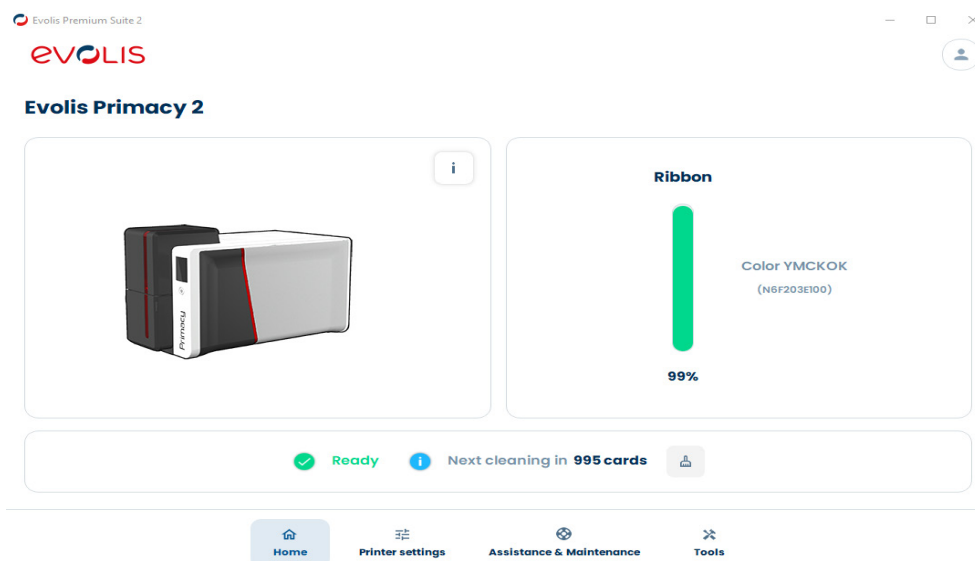 Evolis Premium Suite 2
evolis
Evolis Primacy 2
i
Primacy
Ribbon
Color YMCKOK
(N6F203E100)
99%
Ready
i
Next cleaning in 995 cards
Home
Printer settings
Assistance & Maintenance
Tools